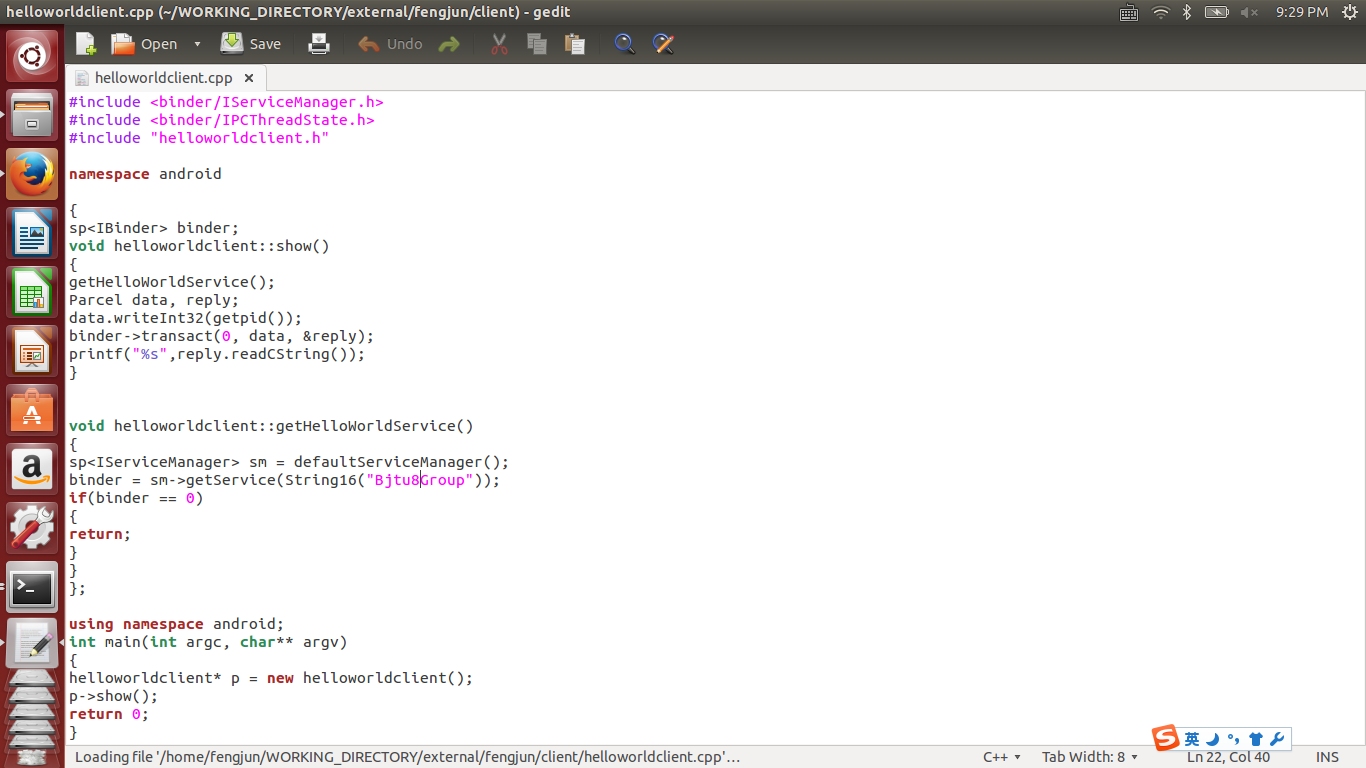 helloworldclient.cpp (~/WORKING_DIRECTORY/external/fengjun/client) - gedit
9:29 PM
Open
Save
Undo
helloworldclient.cpp ×
#include <binder/IServiceManager.h>
#include <binder/IPCThreadState.h>
#include "helloworldclient.h"
namespace android
{
sp<IBinder> binder;
void helloworldclient::show()
{
getHelloWorldService();
Parcel data, reply;
data.writeInt32(getpid());
binder->transact(0, data, &reply);
printf("%s",reply.readCString());
}
void helloworldclient::getHelloWorldService()
{
sp<IServiceManager> sm = defaultServiceManager();
binder = sm->getService(String16("Bjtu8Group"));
if(binder == 0)
{
return;
}
}
};
using namespace android;
int main(int argc, char** argv)
{
helloworldclient* p = new helloworldclient();
p->show();
return 0;
}
英
Loading file '/home/fengjun/WORKING_DIRECTORY/external/fengjun/client/helloworldclient.cpp'…
C++
Tab Width: 8
Ln 22, Col 40
INS